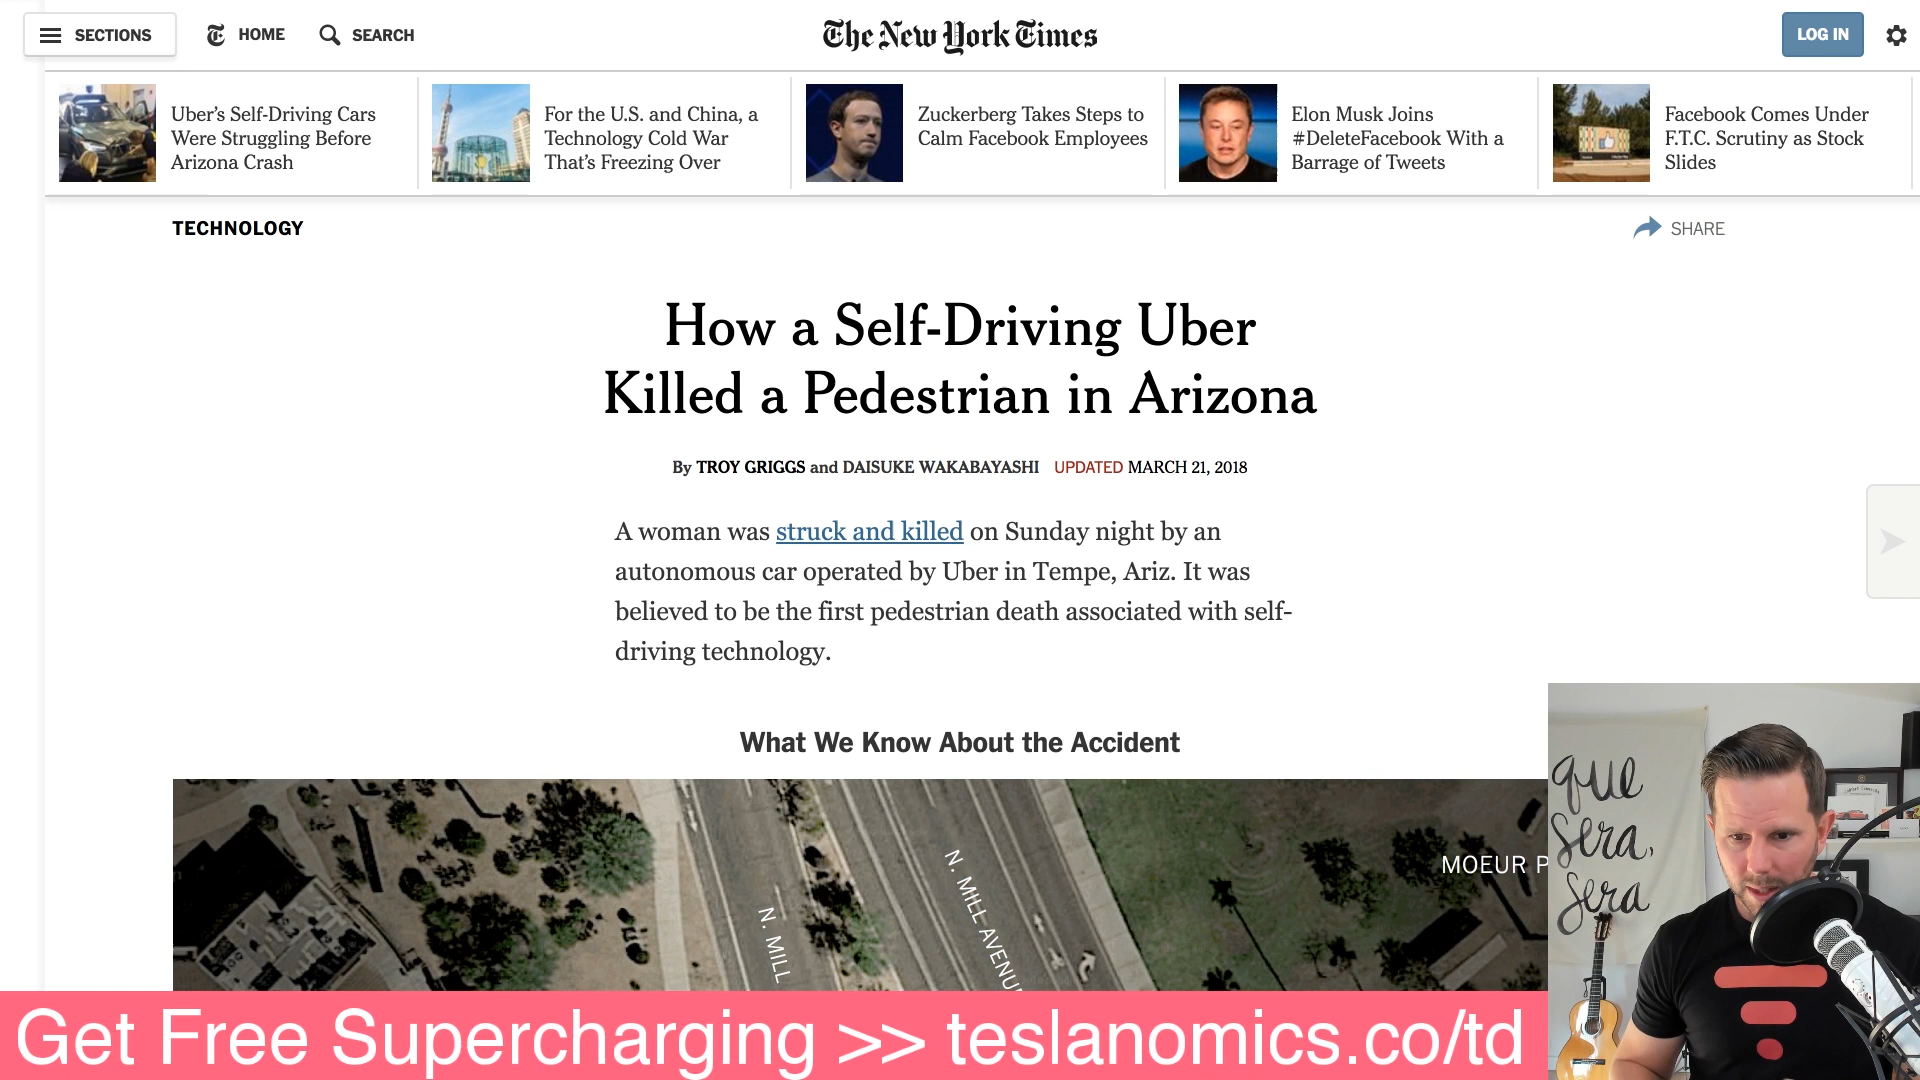 SECTIONS
HOME
SEARCH
The New York Times
LOG IN
Uber’s Self-Driving Cars
Were Struggling Before
Arizona Crash
For the U.S. and China, a
Technology Cold War
That’s Freezing Over
Zuckerberg Takes Steps to
Calm Facebook Employees
Elon Musk Joins
#DeleteFacebook With a
Barrage of Tweets
Facebook Comes Under
F.T.C. Scrutiny as Stock
Slides
TECHNOLOGY
SHARE
How a Self-Driving Uber
Killed a Pedestrian in Arizona
By TROY GRIGGS and DAISUKE WAKABAYASHI UPDATED MARCH 21, 2018
A woman was struck and killed on Sunday night by an
autonomous car operated by Uber in Tempe, Ariz. It was
believed to be the first pedestrian death associated with self-
driving technology.
What We Know About the Accident
N. MILL
N. MILL AVENU
MOEUR P
que
sera,
sera
Get Free Supercharging >> teslanomics.co/td